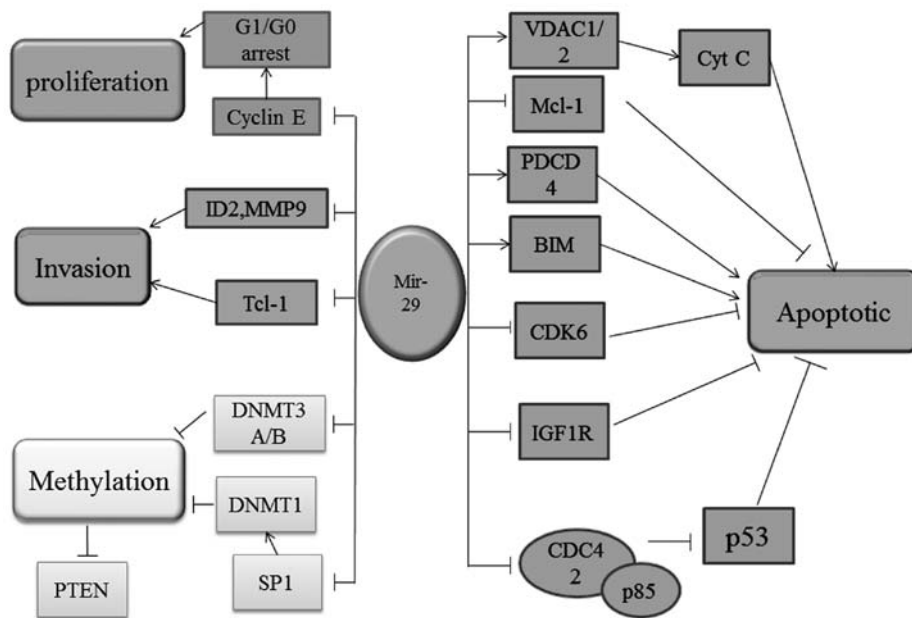 G1/G0
arrest
proliferation
Cyclin E
ID2,MMP9
Invasion
Tcl-1
DNMT3
A/B
Methylation
DNMT1
PTEN
SP1
Mir-
29
VDAC1/
2
Cyt C
Mcl-1
PDCD
4
BIM
Apoptotic
CDK6
IGF1R
CDC4
2
p85
p53